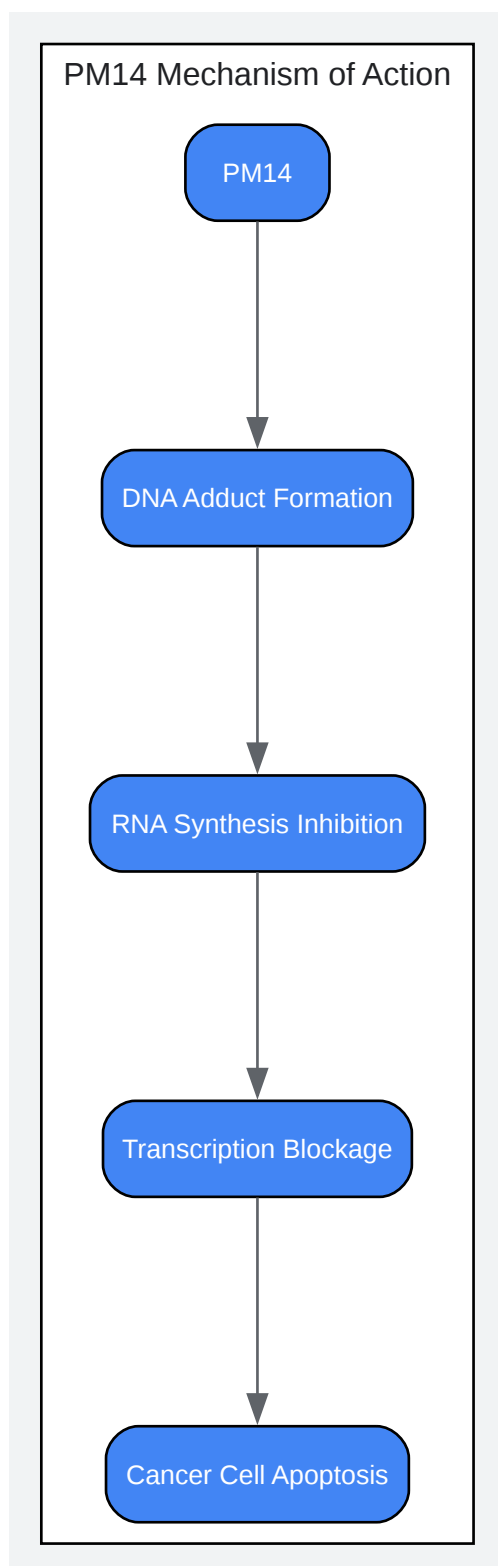 PM14 Mechanism of Action
PM14
DNA Adduct Formation
RNA Synthesis Inhibition
Transcription Blockage
Cancer Cell Apoptosis